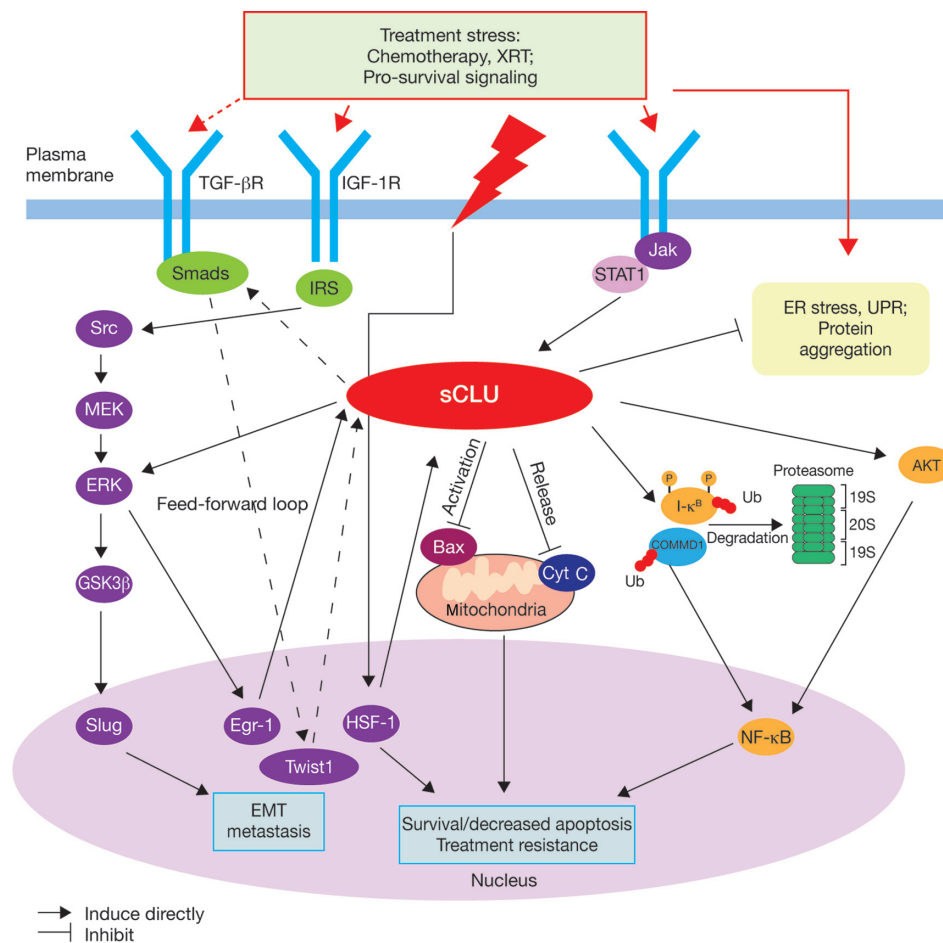 Treatment stress:
Chemotherapy, XRT;
Pro-survival signaling
Plasma
membrane
TGF-βR
IGF-1R
Jak
STAT1
Smads
IRS
ER stress, UPR;
Protein
aggregation
Src
sCLU
MEK
ERK
Feed-forward loop
Activation
Release
AKT
P
P
I-κB
Ub
Proteasome
19S
20S
19S
Degradation
COMMD1
Ub
Bax
Cyt C
Mitochondria
GSK3β
Slug
Egr-1
HSF-1
Twist1
NF-κB
EMT
metastasis
Survival/decreased apoptosis
Treatment resistance
Nucleus
Induce directly
Inhibit